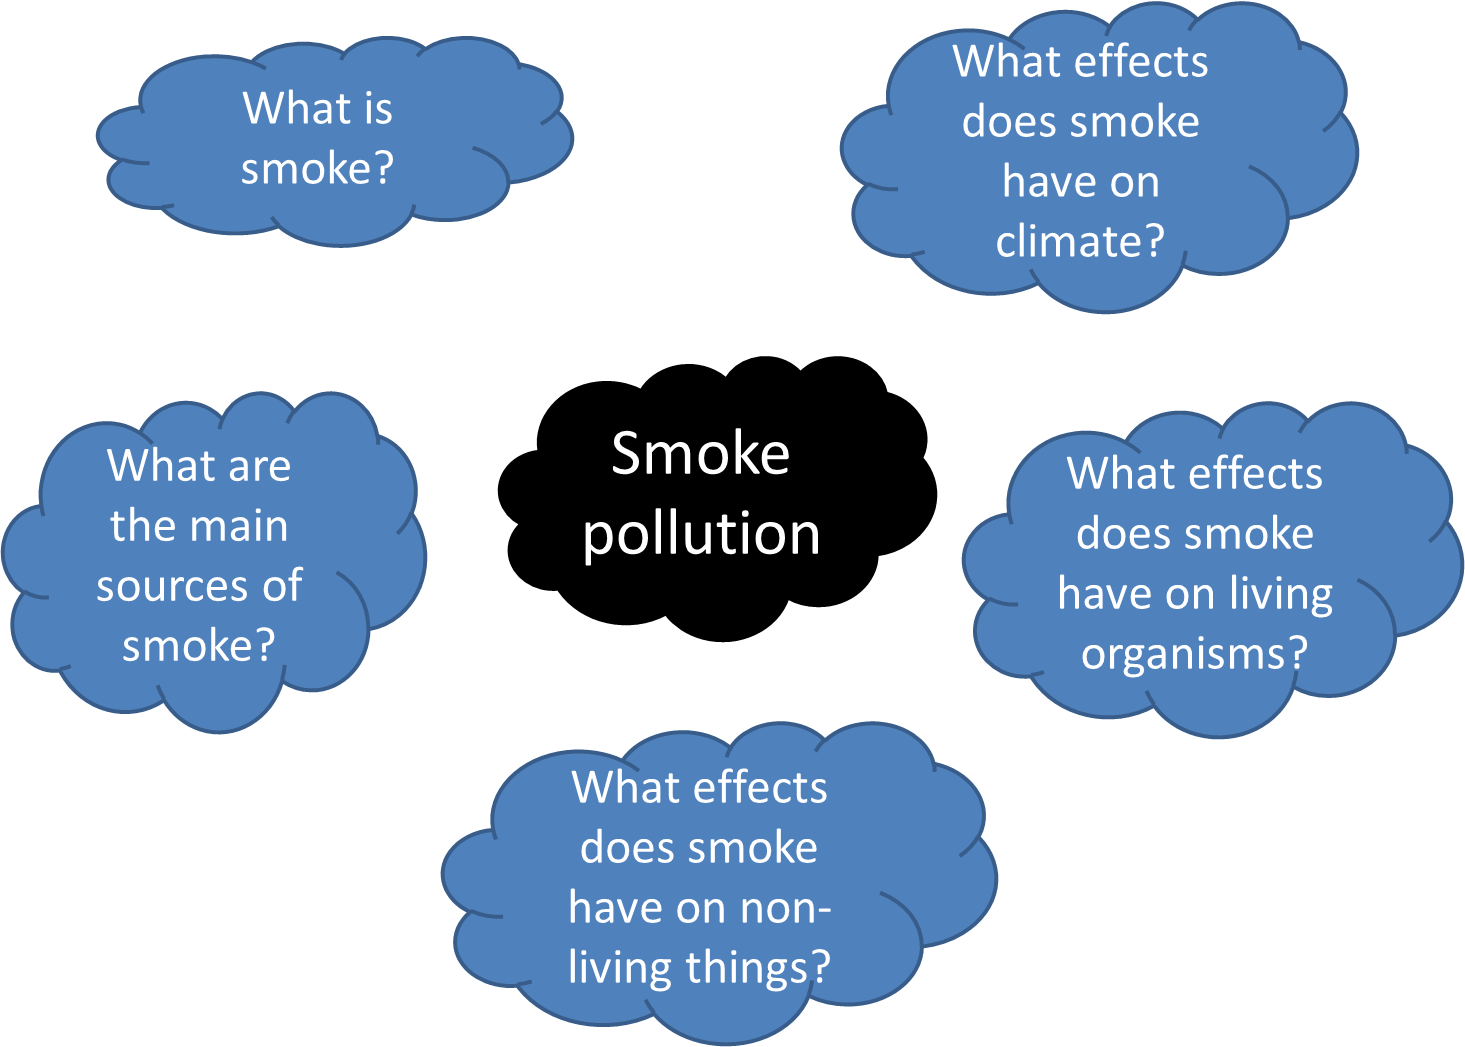 What is
smoke?
What effects
does smoke
have on
climate?
Smoke
pollution
What are
the main
sources of
smoke?
What effects
does smoke
have on living
organisms?
What effects
does smoke
have on non-
living things?